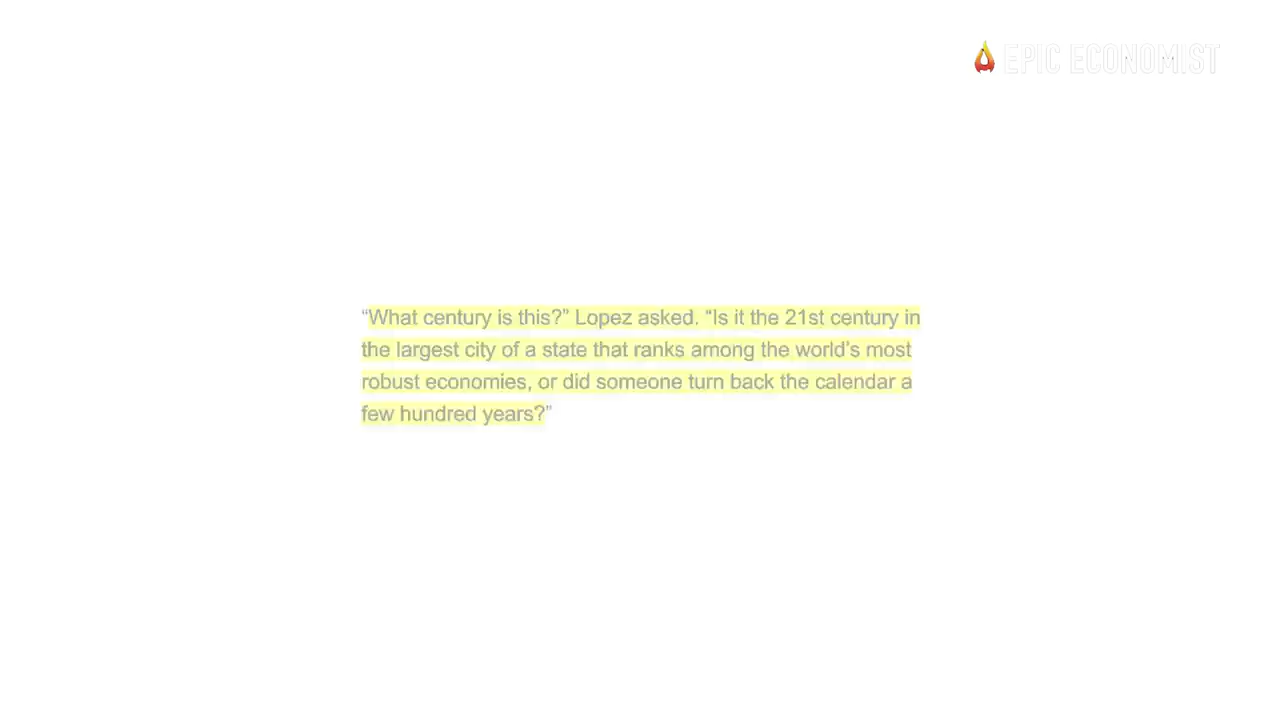 EPIC ECONOMIST
“What century is this?” Lopez asked. “Is it the 21st century in
the largest city of a state that ranks among the world’s most
robust economies, or did someone turn back the calendar a
few hundred years?”